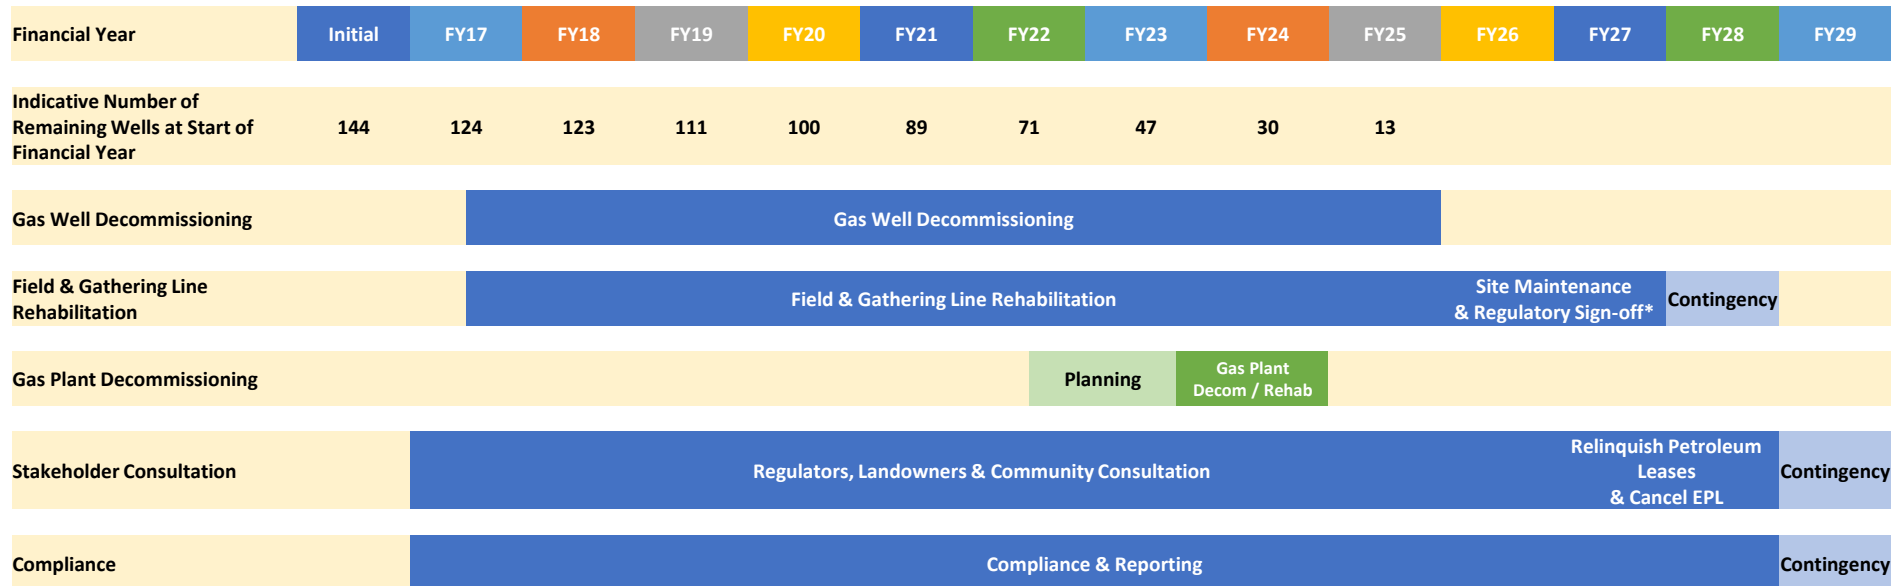 Financial Year Initial FY17 FY18 FY19 FY20 FY21 FY22 FY23 FY24 FY25 FY26 FY27 FY28 FY29
Indicative Number of
Remaining Wells at Start of
Financial Year
144 124 123 111 100 89 71 47 30 13
Gas Well Decommissioning
Gas Well Decommissioning
Field & Gathering Line
Rehabilitation
Field & Gathering Line Rehabilitation
Site Maintenance
& Regulatory Sign-off*
Contingency
Gas Plant Decommissioning
Planning
Gas Plant
Decom / Rehab
Stakeholder Consultation
Regulators, Landowners & Community Consultation
Relinquish Petroleum
Leases
& Cancel EPL
Contingency
Compliance
Compliance & Reporting
Contingency